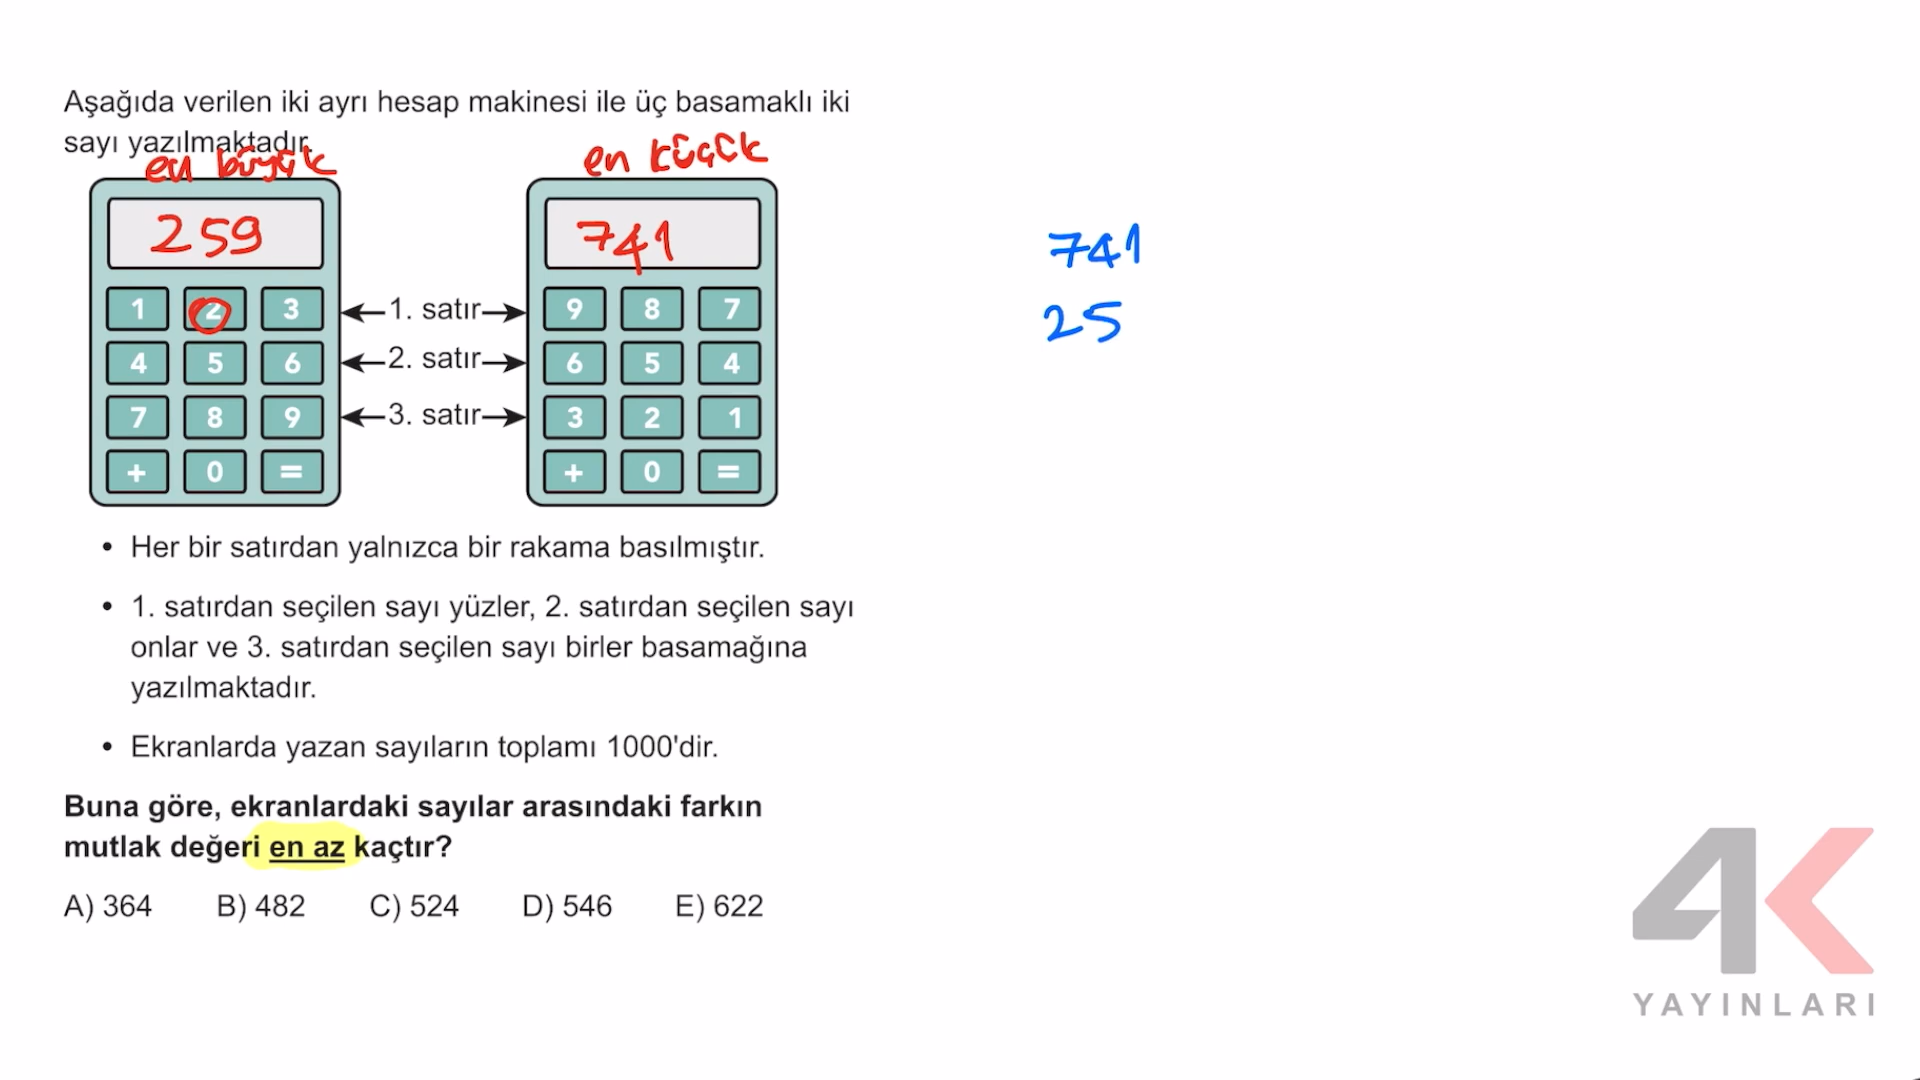 Aşağıda verilen iki ayrı hesap makinesi ile üç basamaklı iki
sayı yazılmaktadır.
en büyük
en küçük
259
741
1 2 3
1. satır
9 8 7
4 5 6
2. satır
6 5 4
7 8 9
3. satır
3 2 1
+ 0 =
+ 0 =
741
25
• Her bir satırdan yalnızca bir rakama basılmıştır.
• 1. satırdan seçilen sayı yüzler, 2. satırdan seçilen sayı
onlar ve 3. satırdan seçilen sayı birler basamağına
yazılmaktadır.
• Ekranlarda yazan sayıların toplamı 1000'dir.
Buna göre, ekranlardaki sayılar arasındaki farkın
mutlak değeri en az kaçtır?
A) 364 B) 482 C) 524 D) 546 E) 622
4K
YAYINLARI